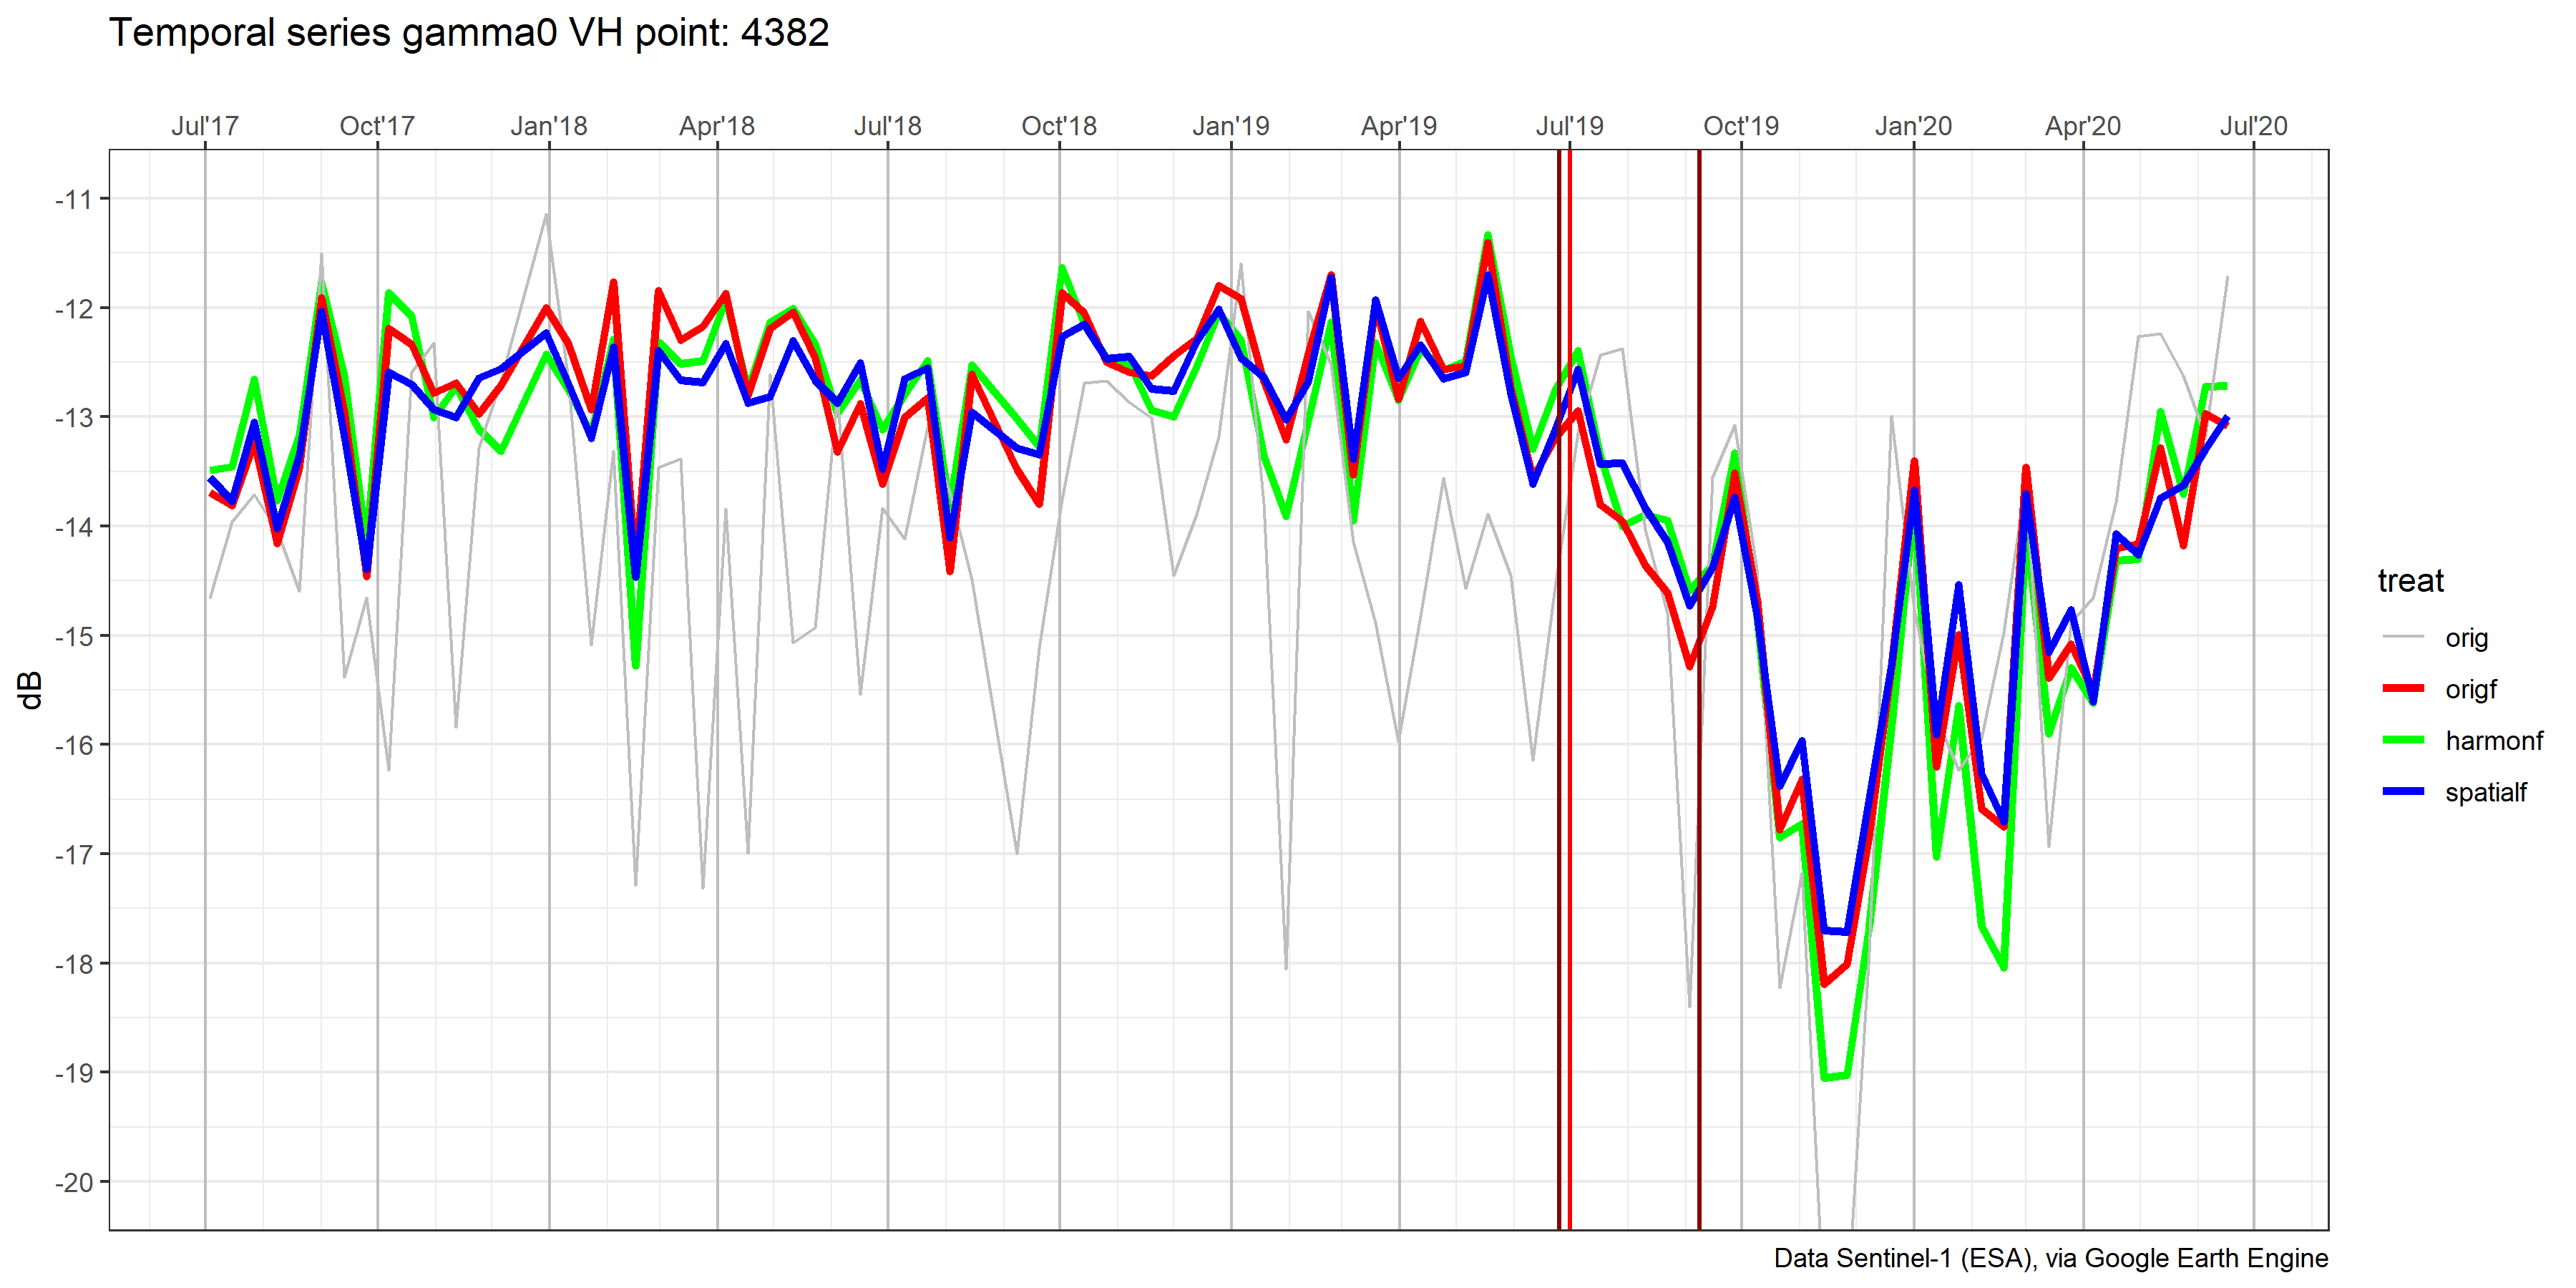 Temporal series gamma0 VH point: 4382
Jul'17 Oct'17 Jan'18 Apr'18 Jul'18 Oct'18 Jan'19 Apr'19 Jul'19 Oct'19 Jan'20 Apr'20 Jul'20
-11
-12
-13
-14
-15
-16
-17
-18
-19
-20
dB
treat
orig
origf
harmonf
spatialf
Data Sentinel-1 (ESA), via Google Earth Engine